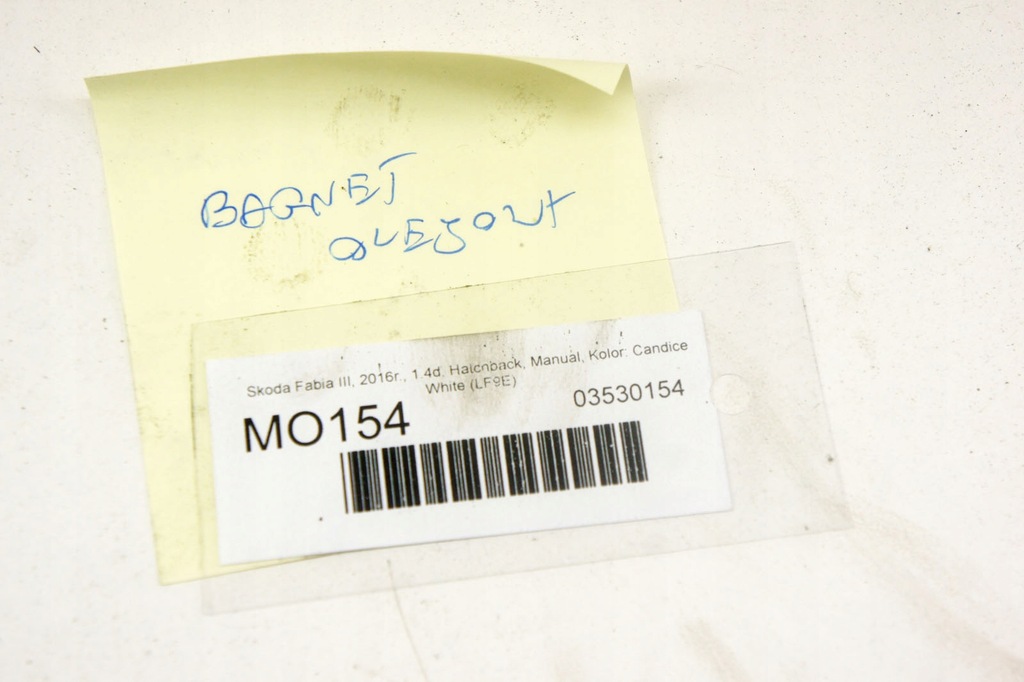 BAGNET
OLEJOWY
Skoda Fabia III, 2016r., 1.4d, Hatchback, Manual, Kolor: Candice
White (LF9E)
MO154
03530154